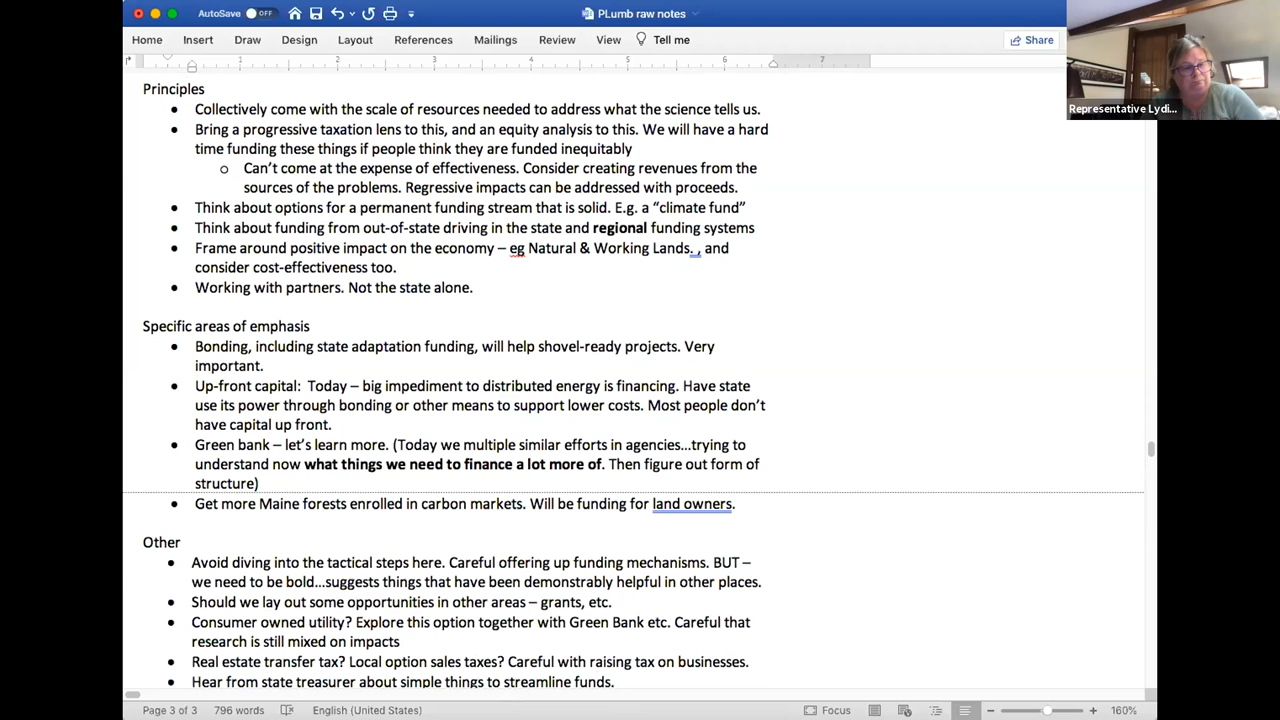 AutoSave OFF PLumb raw notes
Home Insert Draw Design Layout References Mailings Review View Tell me Share
1 2 3 4 5 6 7
Representative Lydi...
Principles
• Collectively come with the scale of resources needed to address what the science tells us.
• Bring a progressive taxation lens to this, and an equity analysis to this. We will have a hard
time funding these things if people think they are funded inequitably
o Can’t come at the expense of effectiveness. Consider creating revenues from the
sources of the problems. Regressive impacts can be addressed with proceeds.
• Think about options for a permanent funding stream that is solid. E.g. a “climate fund”
• Think about funding from out-of-state driving in the state and regional funding systems
• Frame around positive impact on the economy – eg Natural & Working Lands. , and
consider cost-effectiveness too.
• Working with partners. Not the state alone.
Specific areas of emphasis
• Bonding, including state adaptation funding, will help shovel-ready projects. Very
important.
• Up-front capital: Today – big impediment to distributed energy is financing. Have state
use its power through bonding or other means to support lower costs. Most people don’t
have capital up front.
• Green bank – let’s learn more. (Today we multiple similar efforts in agencies...trying to
understand now what things we need to finance a lot more of. Then figure out form of
structure)
• Get more Maine forests enrolled in carbon markets. Will be funding for land owners.
Other
• Avoid diving into the tactical steps here. Careful offering up funding mechanisms. BUT –
we need to be bold...suggests things that have been demonstrably helpful in other places.
• Should we lay out some opportunities in other areas – grants, etc.
• Consumer owned utility? Explore this option together with Green Bank etc. Careful that
research is still mixed on impacts
• Real estate transfer tax? Local option sales taxes? Careful with raising tax on businesses.
• Hear from state treasurer about simple things to streamline funds.
Page 3 of 3 796 words English (United States) Focus 160%